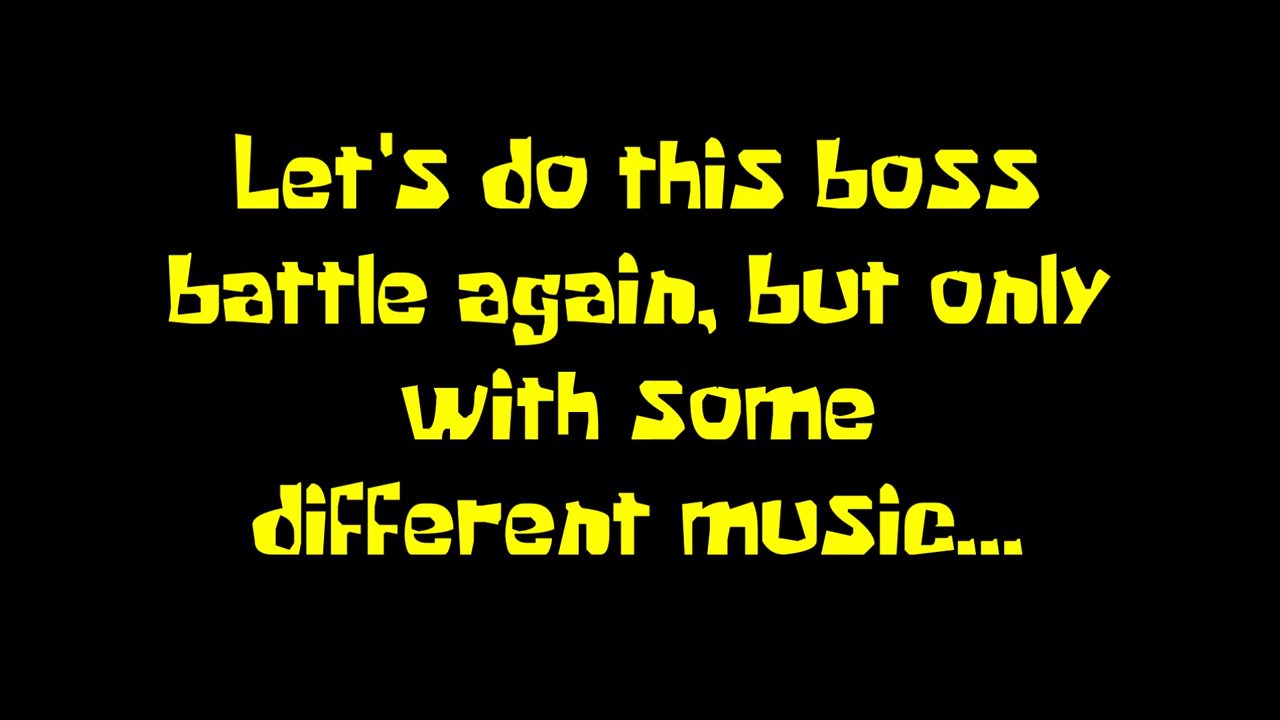 Let's do this boss
battle again, but only
with some
different music...